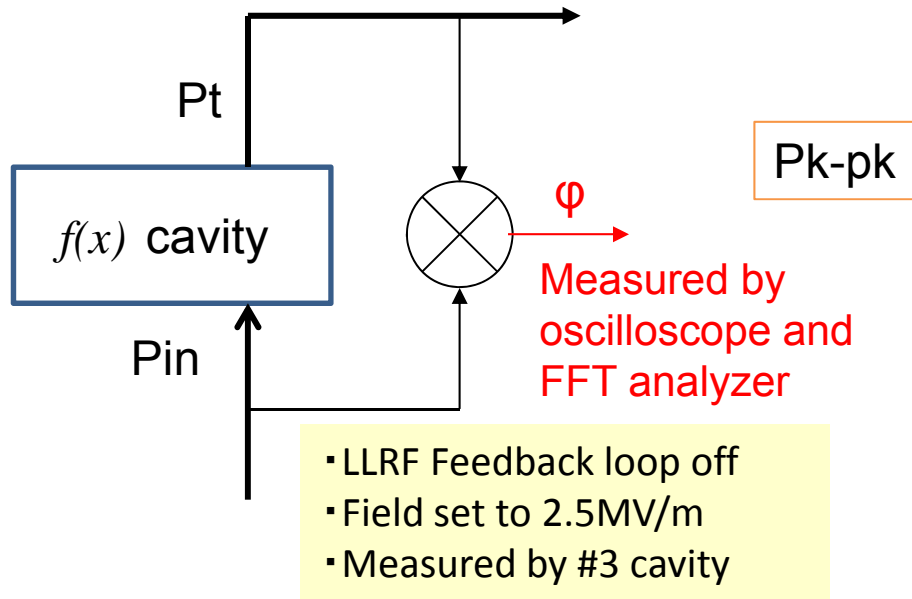 Pt
Pk-pk
f(x) cavity
φ
Measured by
oscilloscope and
FFT analyzer
Pin
・LLRF Feedback loop off
・Field set to 2.5MV/m
・Measured by #3 cavity